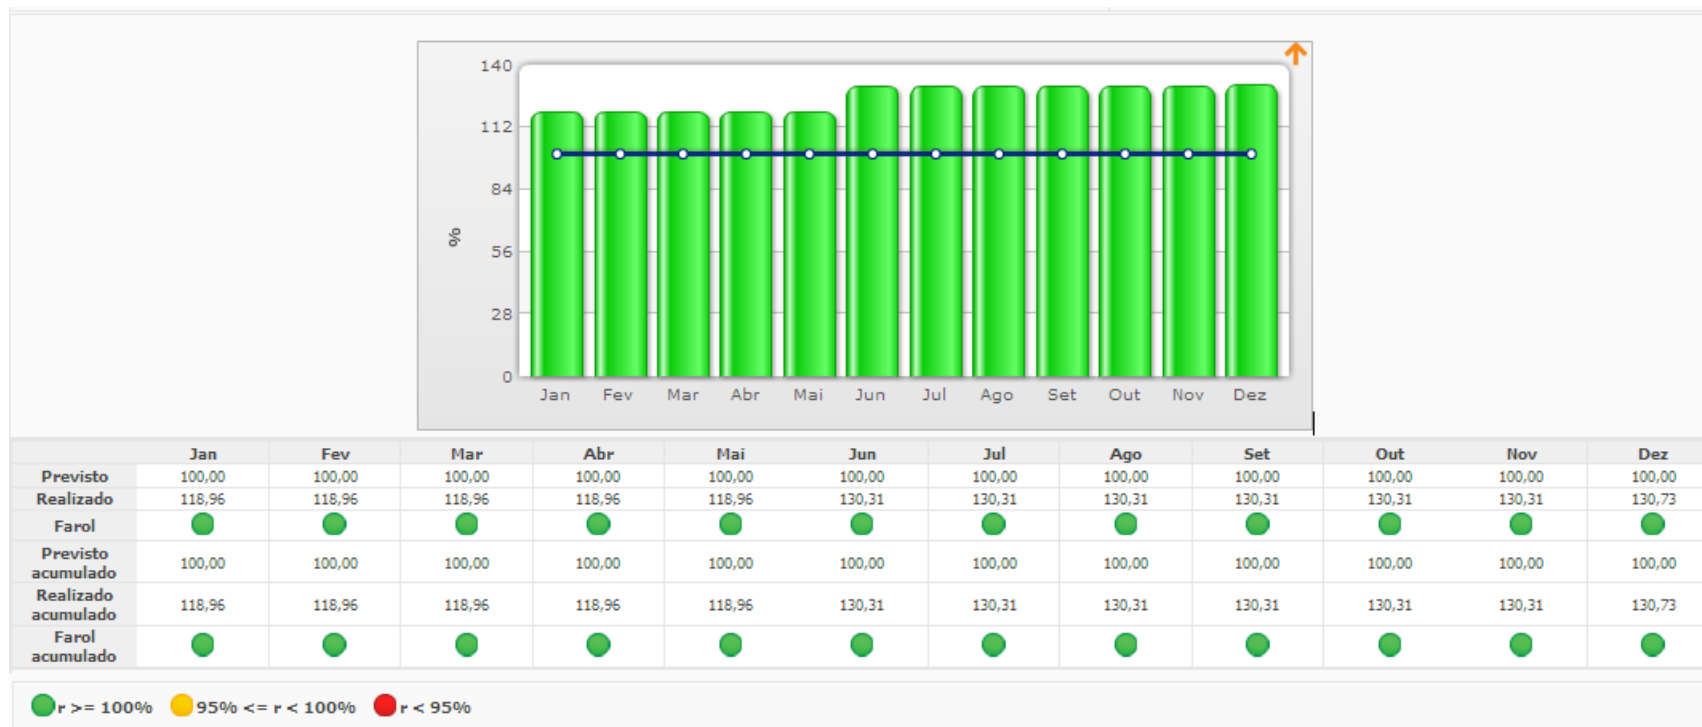 140
112
84
56
28
0
%
Jan Fev Mar Abr Mai Jun Jul Ago Set Out Nov Dez
Jan Fev Mar Abr Mai Jun Jul Ago Set Out Nov Dez
Previsto 100,00 100,00 100,00 100,00 100,00 100,00 100,00 100,00 100,00 100,00 100,00 100,00
Realizado 118,96 118,96 118,96 118,96 118,96 130,31 130,31 130,31 130,31 130,31 130,31 130,73
Farol
Previsto
acumulado 100,00 100,00 100,00 100,00 100,00 100,00 100,00 100,00 100,00 100,00 100,00 100,00
Realizado
acumulado 118,96 118,96 118,96 118,96 118,96 130,31 130,31 130,31 130,31 130,31 130,31 130,73
Farol
acumulado
r >= 100% 95% <= r < 100% r < 95%